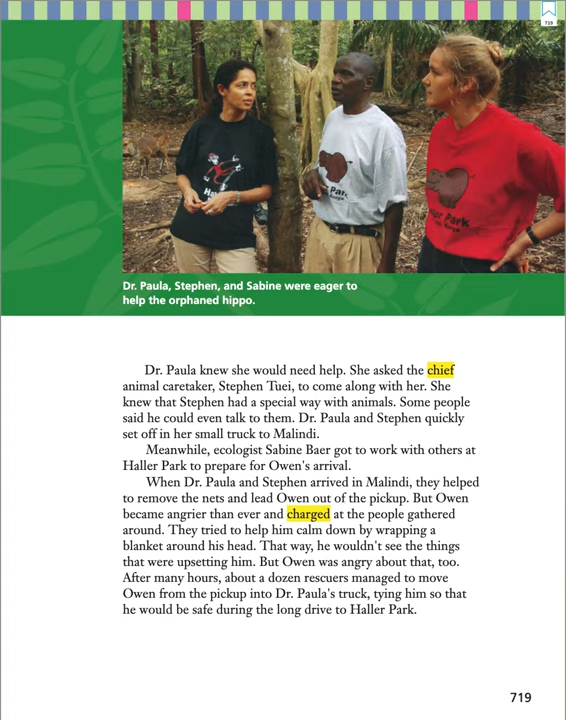 719
Haller Park
Dr. Paula, Stephen, and Sabine were eager to
help the orphaned hippo.
Dr. Paula knew she would need help. She asked the chief
animal caretaker, Stephen Tuei, to come along with her. She
knew that Stephen had a special way with animals. Some people
said he could even talk to them. Dr. Paula and Stephen quickly
set off in her small truck to Malindi.
Meanwhile, ecologist Sabine Baer got to work with others at
Haller Park to prepare for Owen's arrival.
When Dr. Paula and Stephen arrived in Malindi, they helped
to remove the nets and lead Owen out of the pickup. But Owen
became angrier than ever and charged at the people gathered
around. They tried to help him calm down by wrapping a
blanket around his head. That way, he wouldn't see the things
that were upsetting him. But Owen was angry about that, too.
After many hours, about a dozen rescuers managed to move
Owen from the pickup into Dr. Paula's truck, tying him so that
he would be safe during the long drive to Haller Park.
719